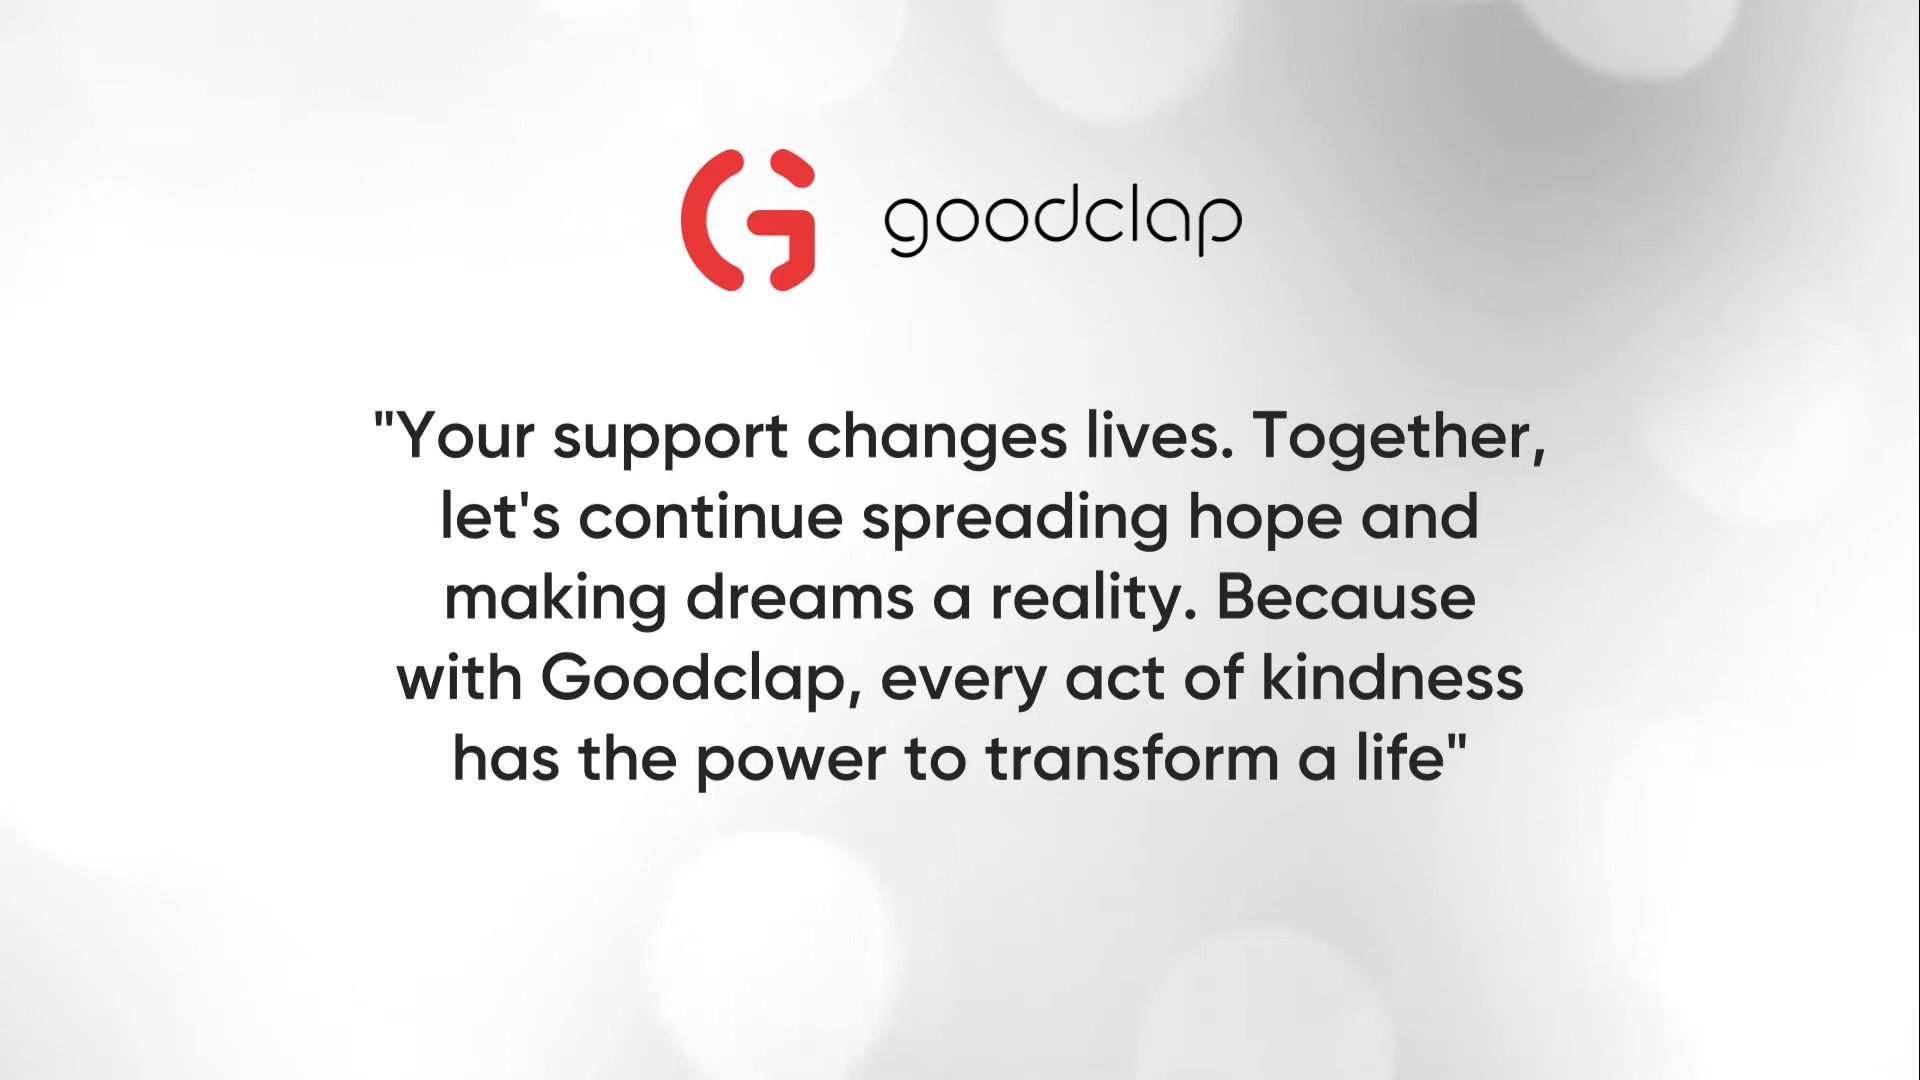 goodclap
"Your support changes lives. Together,
let's continue spreading hope and
making dreams a reality. Because
with Goodclap, every act of kindness
has the power to transform a life"